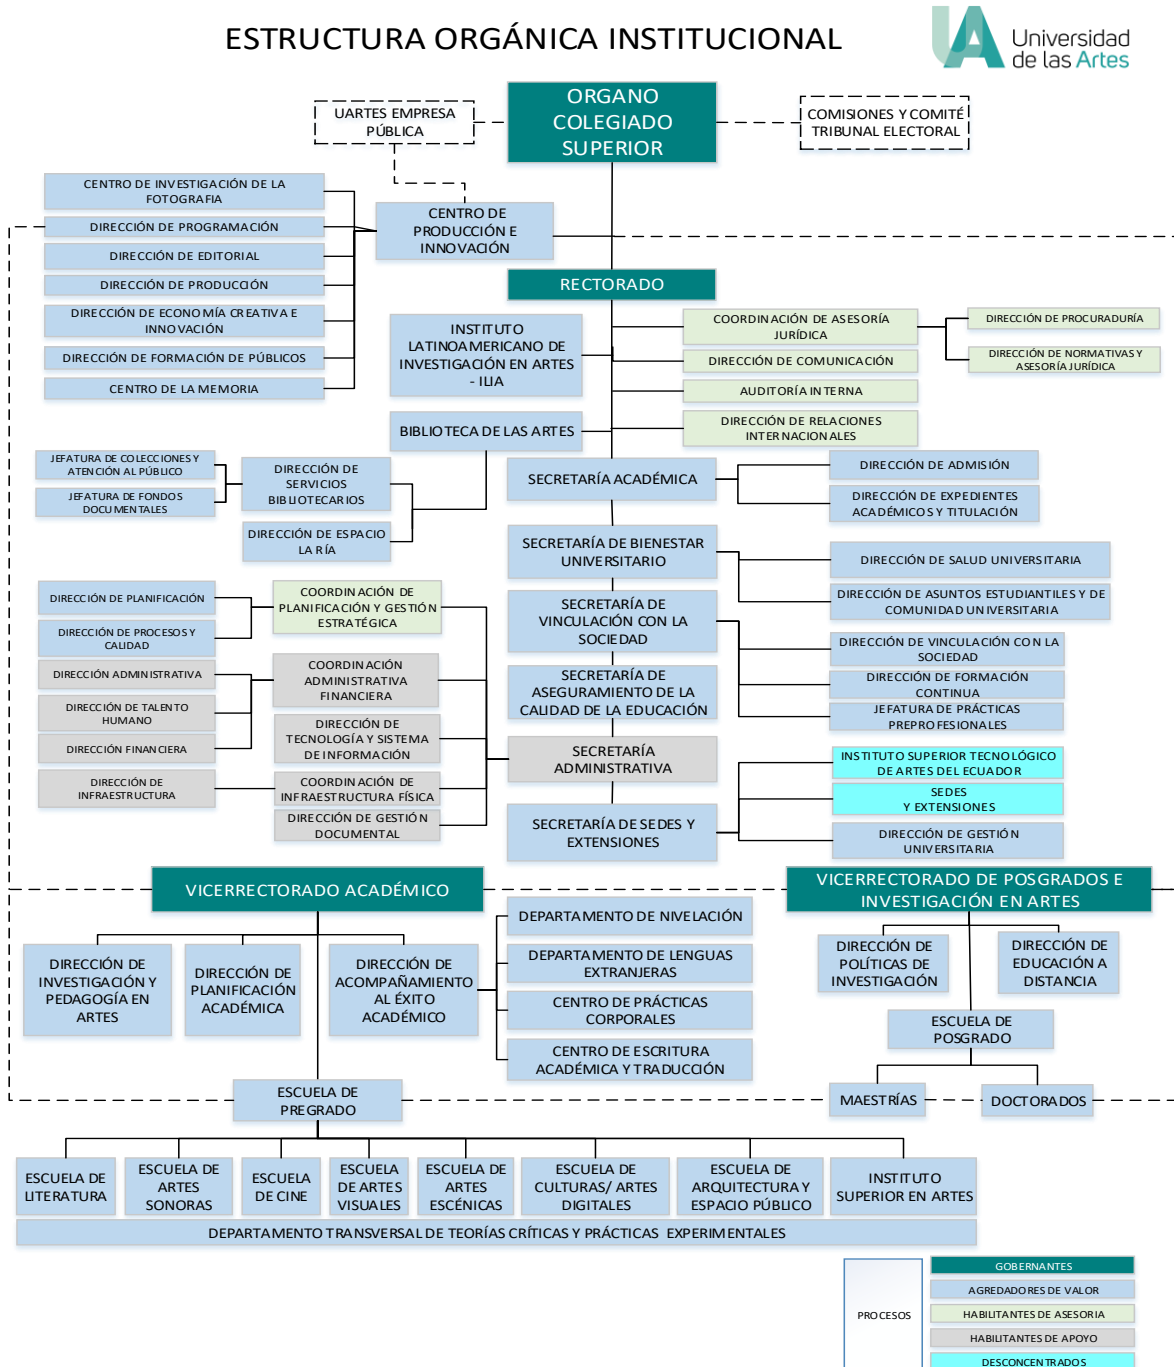 ESTRUCTURA ORGÁNICA INSTITUCIONAL
UA Universidad
de las Artes
UARTES EMPRESA
PÚBLICA
ORGANO
COLEGIADO
SUPERIOR
COMISIONES Y COMITÉ
TRIBUNAL ELECTORAL
CENTRO DE INVESTIGACIÓN DE LA
FOTOGRAFIA
DIRECCIÓN DE PROGRAMACIÓN
DIRECCIÓN DE EDITORIAL
DIRECCIÓN DE PRODUCCIÓN
DIRECCIÓN DE ECONOMÍA CREATIVA E
INNOVACIÓN
DIRECCIÓN DE FORMACIÓN DE PÚBLICOS
CENTRO DE LA MEMORIA
CENTRO DE
PRODUCCIÓN E
INNOVACIÓN
RECTORADO
INSTITUTO
LATINOAMERICANO DE
INVESTIGACIÓN EN ARTES
- ILIA
COORDINACIÓN DE ASESORÍA
JURÍDICA
DIRECCIÓN DE COMUNICACIÓN
AUDITORÍA INTERNA
DIRECCIÓN DE RELACIONES
INTERNACIONALES
DIRECCIÓN DE PROCURADURÍA
DIRECCIÓN DE NORMATIVAS Y
ASESORÍA JURÍDICA
BIBLIOTECA DE LAS ARTES
JEFATURA DE COLECCIONES Y
ATENCIÓN AL PÚBLICO
JEFATURA DE FONDOS
DOCUMENTALES
DIRECCIÓN DE
SERVICIOS
BIBLIOTECARIOS
DIRECCIÓN DE ESPACIO
LA RÍA
SECRETARÍA ACADÉMICA
DIRECCIÓN DE ADMISIÓN
DIRECCIÓN DE EXPEDIENTES
ACADÉMICOS Y TITULACIÓN
SECRETARÍA DE BIENESTAR
UNIVERSITARIO
DIRECCIÓN DE SALUD UNIVERSITARIA
DIRECCIÓN DE ASUNTOS ESTUDIANTILES Y DE
COMUNIDAD UNIVERSITARIA
DIRECCIÓN DE PLANIFICACIÓN
DIRECCIÓN DE PROCESOS Y
CALIDAD
COORDINACIÓN DE
PLANIFICACIÓN Y GESTIÓN
ESTRATÉGICA
SECRETARÍA DE
VINCULACIÓN CON LA
SOCIEDAD
DIRECCIÓN DE VINCULACIÓN CON LA
SOCIEDAD
DIRECCIÓN DE FORMACIÓN
CONTINUA
JEFATURA DE PRÁCTICAS
PREPROFESIONALES
DIRECCIÓN ADMINISTRATIVA
DIRECCIÓN DE TALENTO
HUMANO
DIRECCIÓN FINANCIERA
DIRECCIÓN DE
INFRAESTRUCTURA
COORDINACIÓN
ADMINISTRATIVA
FINANCIERA
DIRECCIÓN DE
TECNOLOGÍA Y SISTEMA
DE INFORMACIÓN
COORDINACIÓN DE
INFRAESTRUCTURA FÍSICA
DIRECCIÓN DE GESTIÓN
DOCUMENTAL
SECRETARÍA DE
ASEGURAMIENTO DE LA
CALIDAD DE LA EDUCACIÓN
SECRETARÍA
ADMINISTRATIVA
SECRETARÍA DE SEDES Y
EXTENSIONES
INSTITUTO SUPERIOR TECNOLÓGICO
DE ARTES DEL ECUADOR
SEDES
Y EXTENSIONES
DIRECCIÓN DE GESTIÓN
UNIVERSITARIA
VICERRECTORADO ACADÉMICO
VICERRECTORADO DE POSGRADOS E
INVESTIGACIÓN EN ARTES
DIRECCIÓN DE
INVESTIGACIÓN Y
PEDAGOGÍA EN
ARTES
DIRECCIÓN DE
PLANIFICACIÓN
ACADÉMICA
DIRECCIÓN DE
ACOMPAÑAMIENTO
AL ÉXITO
ACADÉMICO
DEPARTAMENTO DE NIVELACIÓN
DEPARTAMENTO DE LENGUAS
EXTRANJERAS
CENTRO DE PRÁCTICAS
CORPORALES
CENTRO DE ESCRITURA
ACADÉMICA Y TRADUCCIÓN
DIRECCIÓN DE
POLÍTICAS DE
INVESTIGACIÓN
DIRECCIÓN DE
EDUCACIÓN A
DISTANCIA
ESCUELA DE
POSGRADO
MAESTRÍAS
DOCTORADOS
ESCUELA DE
PREGRADO
ESCUELA DE
LITERATURA
ESCUELA DE
ARTES
SONORAS
ESCUELA
DE CINE
ESCUELA
DE ARTES
VISUALES
ESCUELA DE
ARTES
ESCÉNICAS
ESCUELA DE
CULTURAS/ ARTES
DIGITALES
ESCUELA DE
ARQUITECTURA Y
ESPACIO PÚBLICO
INSTITUTO
SUPERIOR EN ARTES
DEPARTAMENTO TRANSVERSAL DE TEORÍAS CRÍTICAS Y PRÁCTICAS EXPERIMENTALES
PROCESOS
GOBERNANTES
AGREDADORES DE VALOR
HABILITANTES DE ASESORIA
HABILITANTES DE APOYO
DESCONCENTRADOS